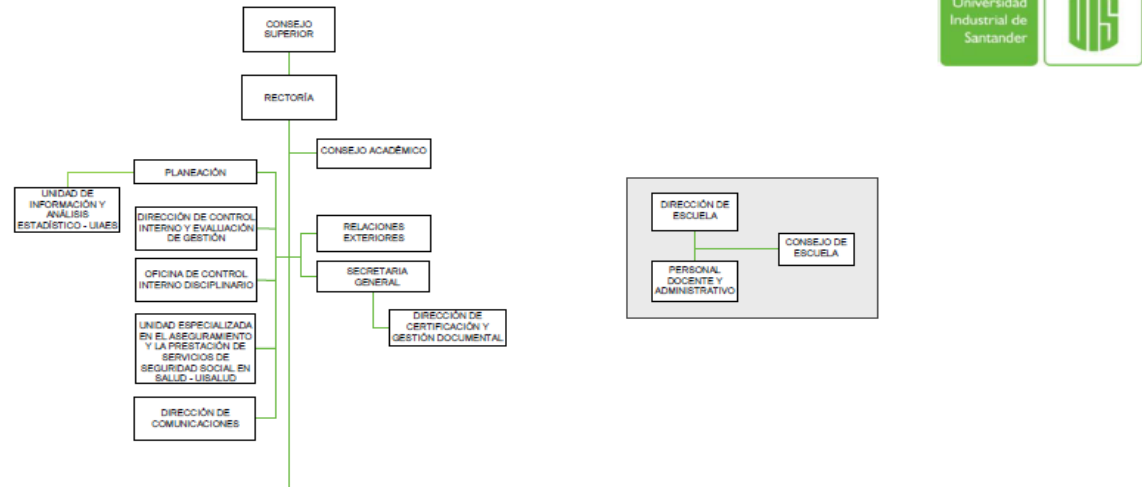 CONSEJO
SUPERIOR
Universidad
Industrial de
Santander
UIS
RECTORÍA
CONSEJO ACADÉMICO
PLANEACIÓN
UNIDAD DE
INFORMACIÓN Y
ANÁLISIS
ESTADÍSTICO - UIAES
DIRECCIÓN DE CONTROL
INTERNO Y EVALUACIÓN
DE GESTIÓN
RELACIONES
EXTERIORES
OFICINA DE CONTROL
INTERNO DISCIPLINARIO
SECRETARIA
GENERAL
DIRECCIÓN DE
CERTIFICACIÓN Y
GESTIÓN DOCUMENTAL
UNIDAD ESPECIALIZADA
EN EL ASEGURAMIENTO
Y LA PRESTACIÓN DE
SERVICIOS DE
SEGURIDAD SOCIAL EN
SALUD - UISALUD
DIRECCIÓN DE
COMUNICACIONES
DIRECCIÓN DE
ESCUELA
CONSEJO DE
ESCUELA
PERSONAL
DOCENTE Y
ADMINISTRATIVO